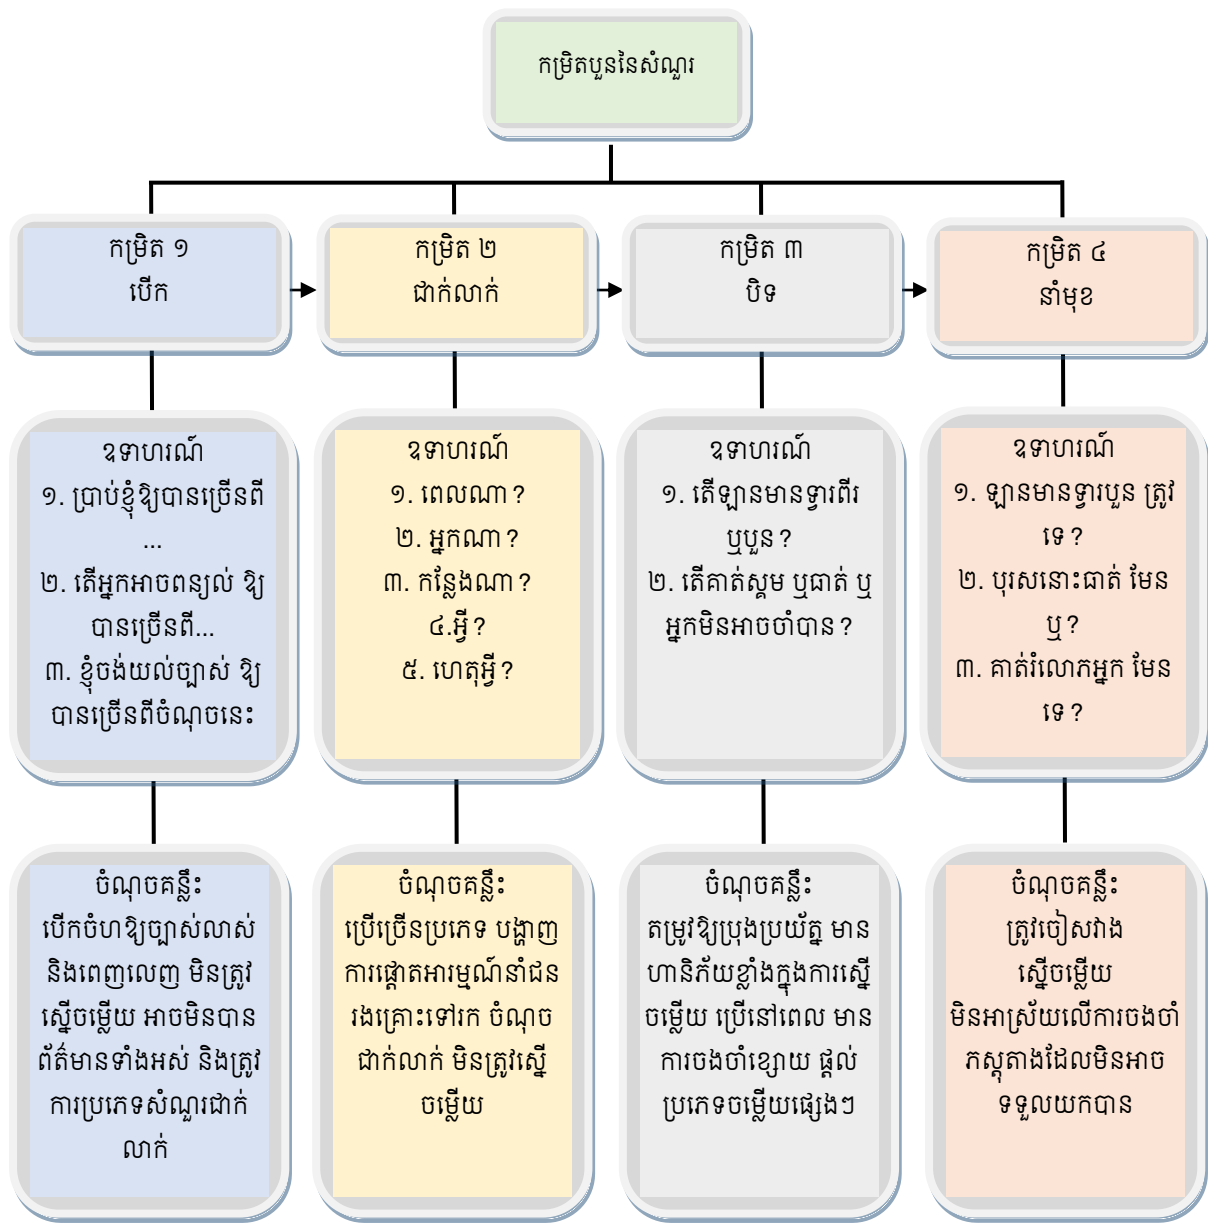 កម្រិតបួននៃសំណួរ
កម្រិត ១
បើក
កម្រិត ២
ជាក់លាក់
កម្រិត ៣
បិទ
កម្រិត ៤
នាំមុខ
ឧទាហរណ៍
១. ប្រាប់ខ្ញុំឱ្យបានច្រើនពី
...
២. តើអ្នកអាចពន្យល់ ឱ្យ
បានច្រើនពី...
៣. ខ្ញុំចង់យល់ច្បាស់ ឱ្យ
បានច្រើនពីចំណុចនេះ
ឧទាហរណ៍
១. ពេលណា?
២. អ្នកណា?
៣. កន្លែងណា?
៤.អ្វី?
៥. ហេតុអ្វី?
ឧទាហរណ៍
១. តើឡានមានទ្វារពីរ
ឬបួន?
២. តើគាត់ស្គម ឬធាត់ ឬ
អ្នកមិនអាចចាំបាន?
ឧទាហរណ៍
១. ឡានមានទ្វារបួន ត្រូវ
ទេ?
២. បុរសនោះធាត់ មែន
ឬ?
៣. គាត់រំលោភអ្នក មែន
ទេ?
ចំណុចគន្លឹះ
បើកចំហឱ្យច្បាស់លាស់
និងពេញលេញ មិនត្រូវ
ស្នើចម្លើយ អាចមិនបាន
ព័ត៌មានទាំងអស់ និងត្រូវ
ការប្រភេទសំណួរជាក់
លាក់
ចំណុចគន្លឹះ
ប្រើច្រើនប្រភេទ បង្ហាញ
ការផ្តោតអារម្មណ៍នាំជន
រងគ្រោះទៅរក ចំណុច
ជាក់លាក់ មិនត្រូវស្នើ
ចម្លើយ
ចំណុចគន្លឹះ
តម្រូវឱ្យប្រុងប្រយ័ត្ន មាន
ហានិភ័យខ្លាំងក្នុងការស្នើ
ចម្លើយ ប្រើនៅពេល មាន
ការចងចាំខ្សោយ ផ្តល់
ប្រភេទចម្លើយផ្សេងៗ
ចំណុចគន្លឹះ
ត្រូវចៀសវាង
ស្នើចម្លើយ
មិនអាស្រ័យលើការចងចាំ
ភស្តុតាងដែលមិនអាច
ទទួលយកបាន